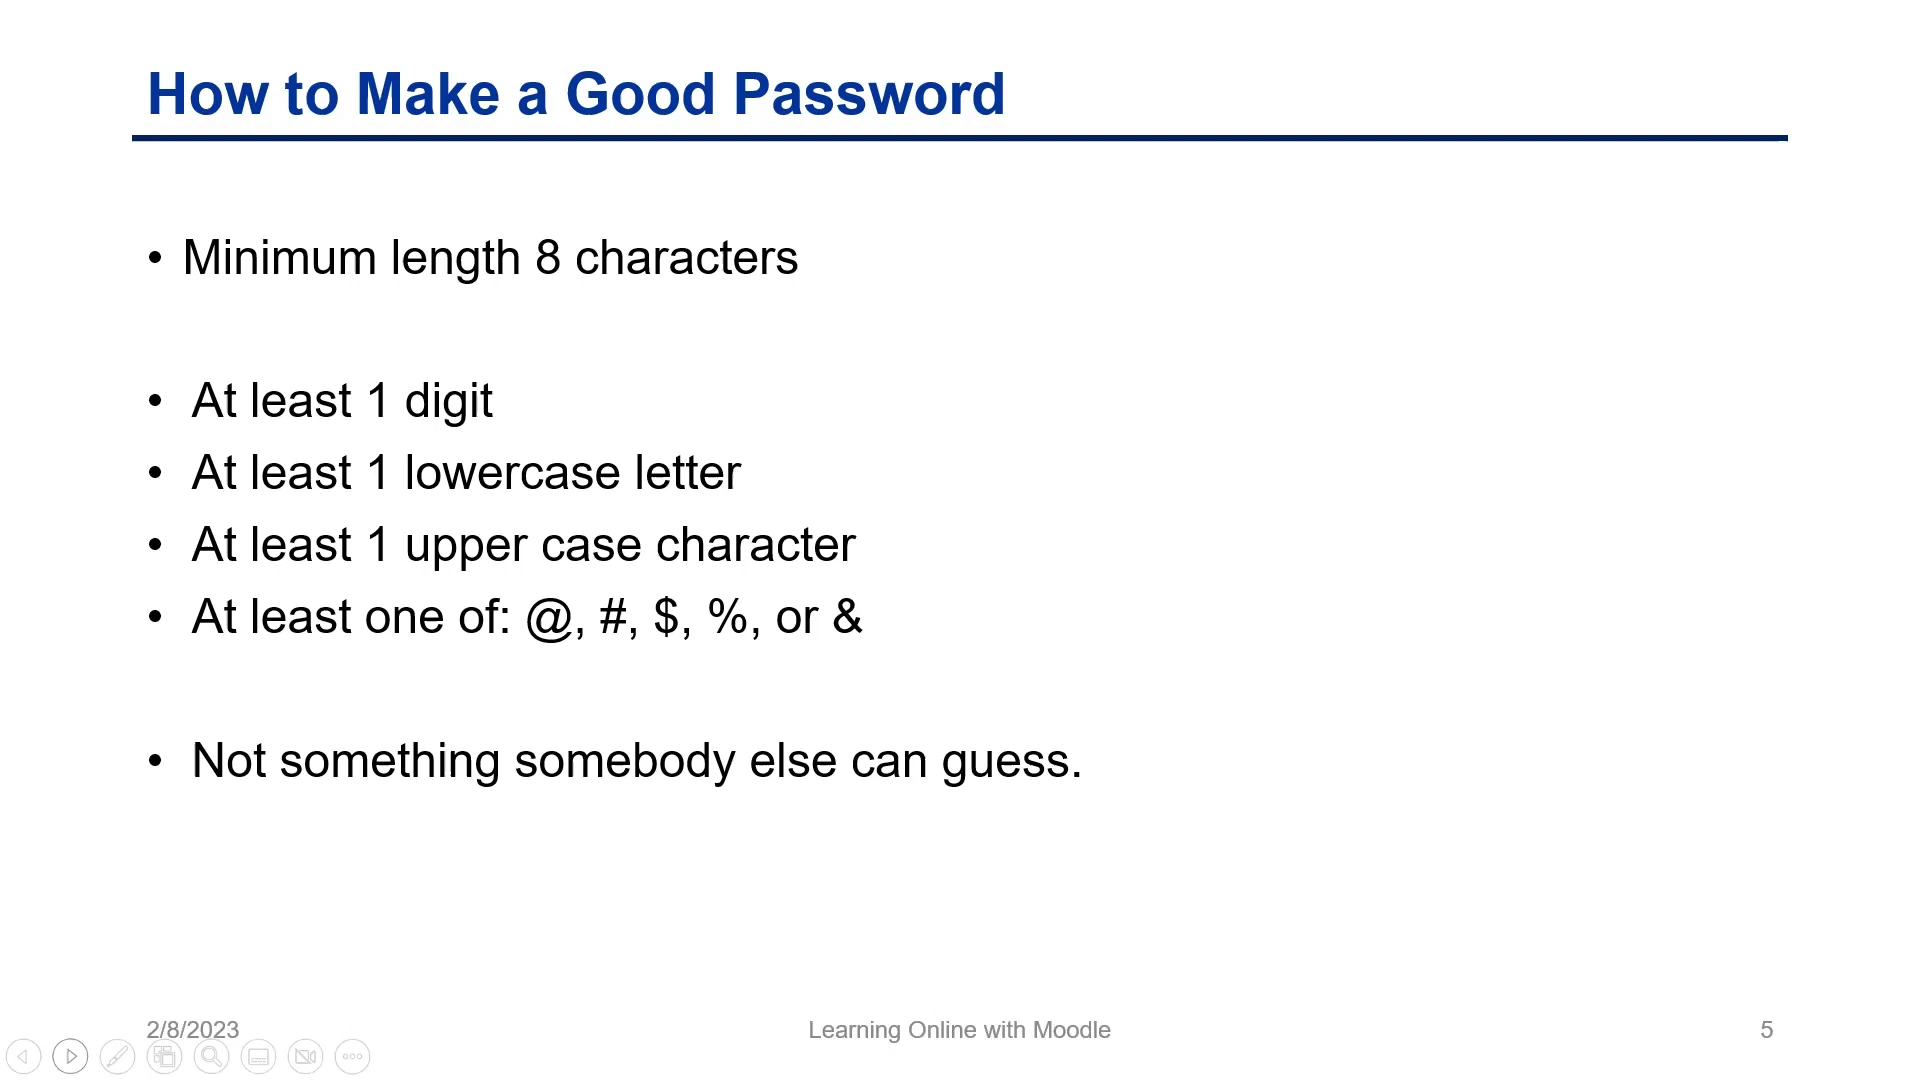 How to Make a Good Password
• Minimum length 8 characters
• At least 1 digit
• At least 1 lowercase letter
• At least 1 upper case character
• At least one of: @, #, $, %, or &
• Not something somebody else can guess.
2/8/2023
Learning Online with Moodle
5